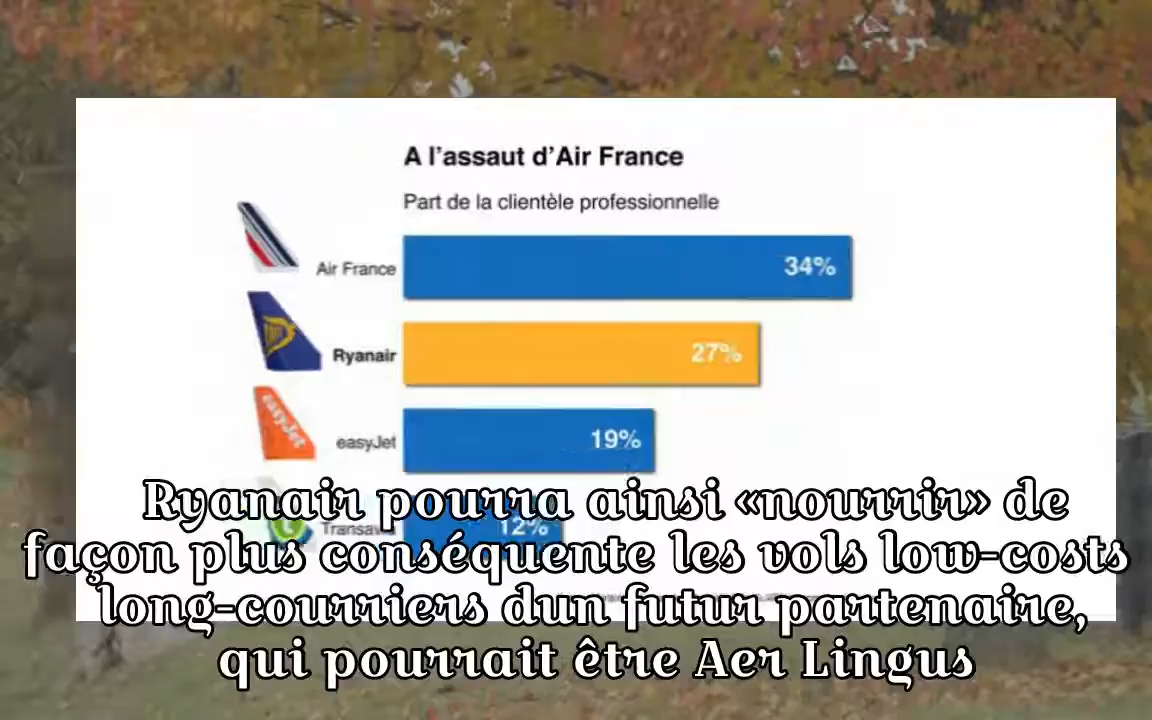 A l'assaut d'Air France
Part de la clientèle professionnelle
Air France 34%
Ryanair 27%
easyJet
easyJet 19%
Transavia 12%
Ryanair pourra ainsi «nourrir» de
façon plus conséquente les vols low-costs
long-courriers dun futur partenaire,
qui pourrait être Aer Lingus